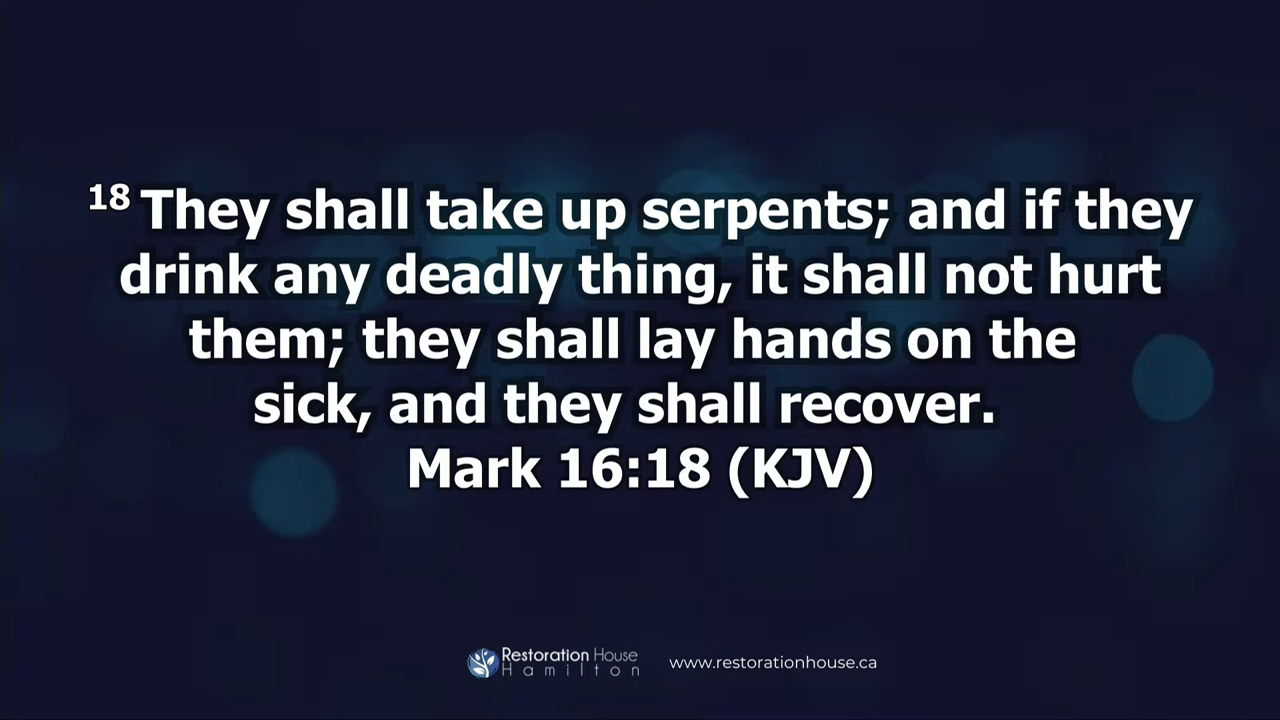 18 They shall take up serpents; and if they
drink any deadly thing, it shall not hurt
them; they shall lay hands on the
sick, and they shall recover.
Mark 16:18 (KJV)
Restoration House
Hamilton
www.restorationhouse.ca